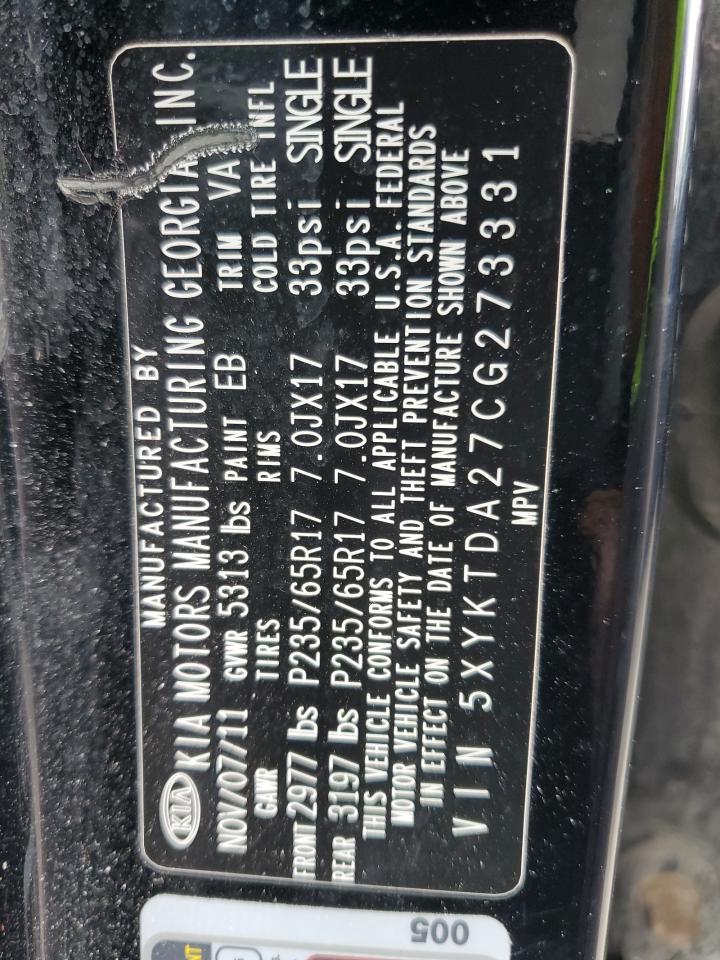 MANUFACTURED BY
KIA KIA MOTORS MANUFACTURING GEORGIA INC.
NOV/07/11 GVWR 5313 lbs PAINT EB TRIM VA
GAWR TIRES RIMS COLD TIRE INFL
FRONT 2977 lbs P235/65R17 7.0JX17 33psi SINGLE
REAR 3197 lbs P235/65R17 7.0JX17 33psi SINGLE
THIS VEHICLE CONFORMS TO ALL APPLICABLE U.S.A. FEDERAL
MOTOR VEHICLE SAFETY AND THEFT PREVENTION STANDARDS
IN EFFECT ON THE DATE OF MANUFACTURE SHOWN ABOVE
VIN 5XYKTDA27CG273331
MPV
005